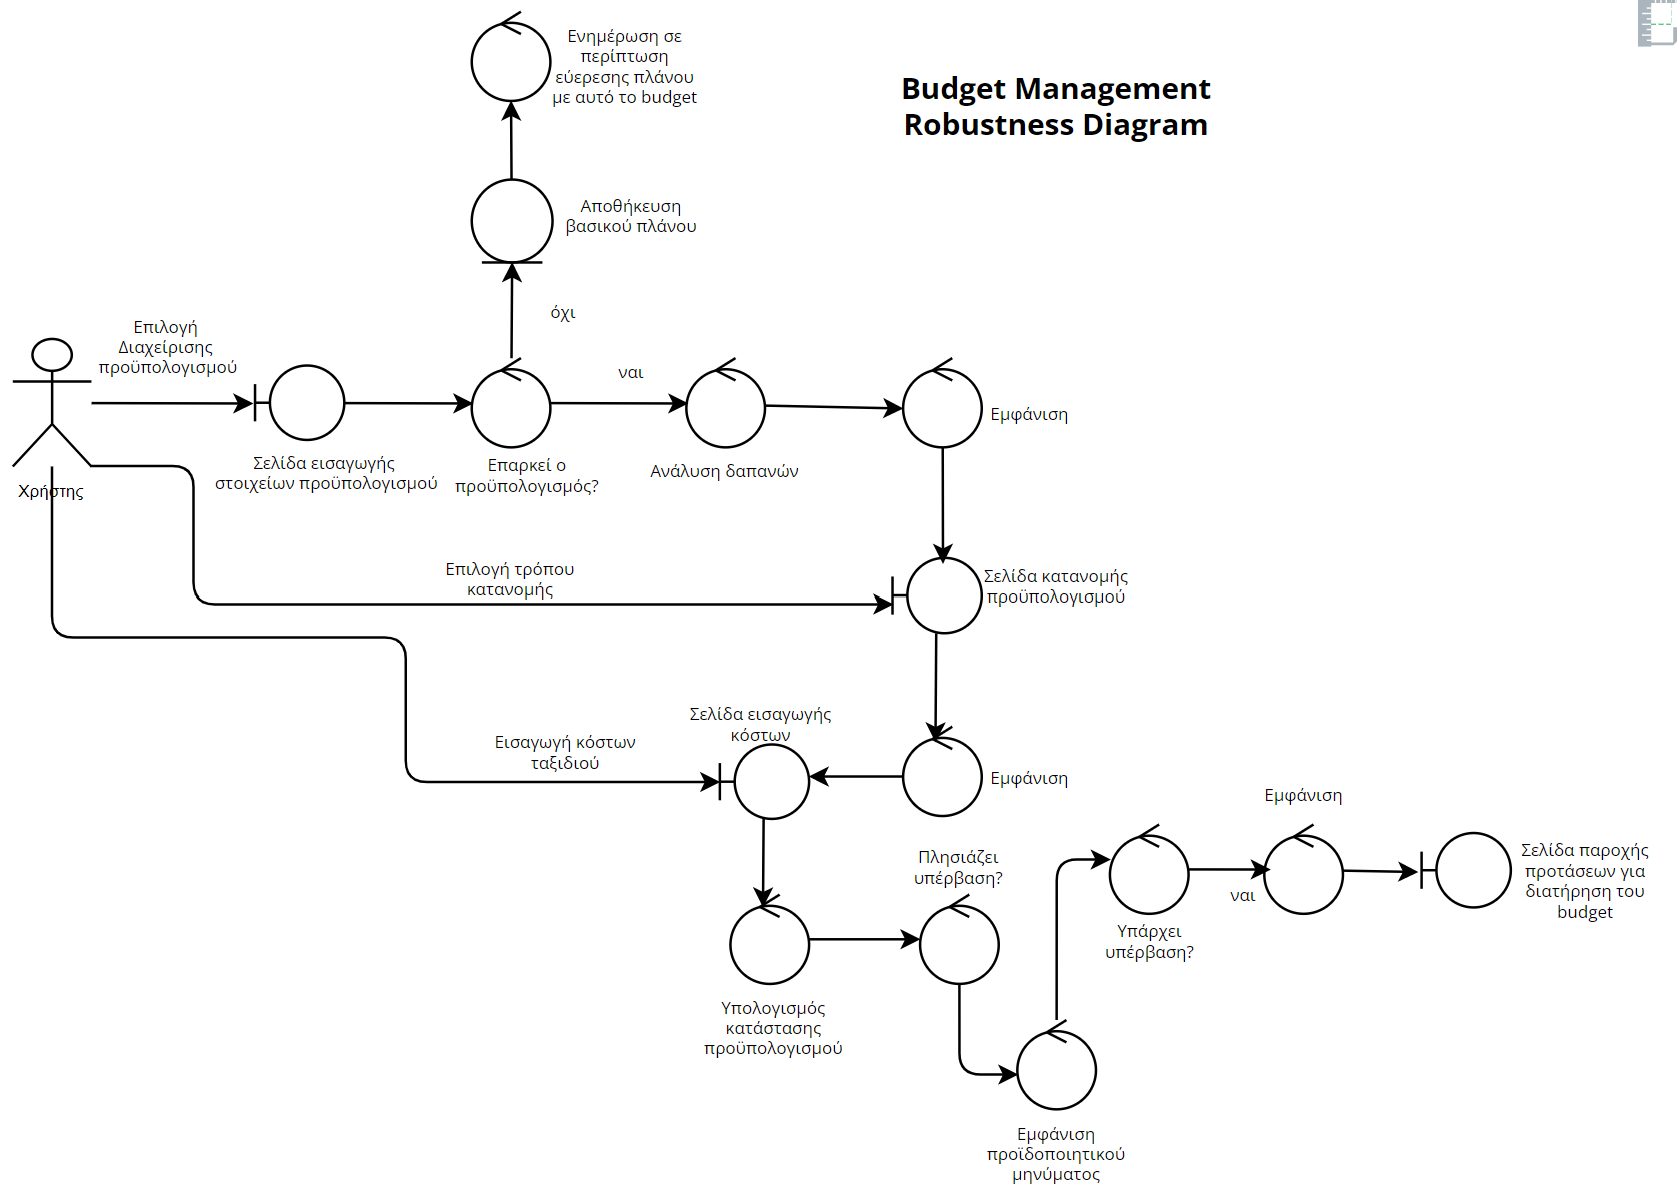 Ενημέρωση σε
περίπτωση
εύερεσης πλάνου
με αυτό το budget
Budget Management
Robustness Diagram
Αποθήκευση
βασικού πλάνου
όχι
Επιλογή
Διαχείρισης
προϋπολογισμού
ναι
Εμφάνιση
Σελίδα εισαγωγής
στοιχείων προϋπολογισμού
Επαρκεί ο
προϋπολογισμός?
Ανάλυση δαπανών
Χρήστης
Επιλογή τρόπου
κατανομής
Σελίδα κατανομής
προϋπολογισμού
Σελίδα εισαγωγής
κόστων
Εισαγωγή κόστων
ταξιδιού
Εμφάνιση
Εμφάνιση
Πλησιάζει
υπέρβαση?
Σελίδα παροχής
προτάσεων για
διατήρηση του
budget
ναι
Υπάρχει
υπέρβαση?
Υπολογισμός
κατάστασης
προϋπολογισμού
Εμφάνιση
προϊδοποιητικού
μηνύματος